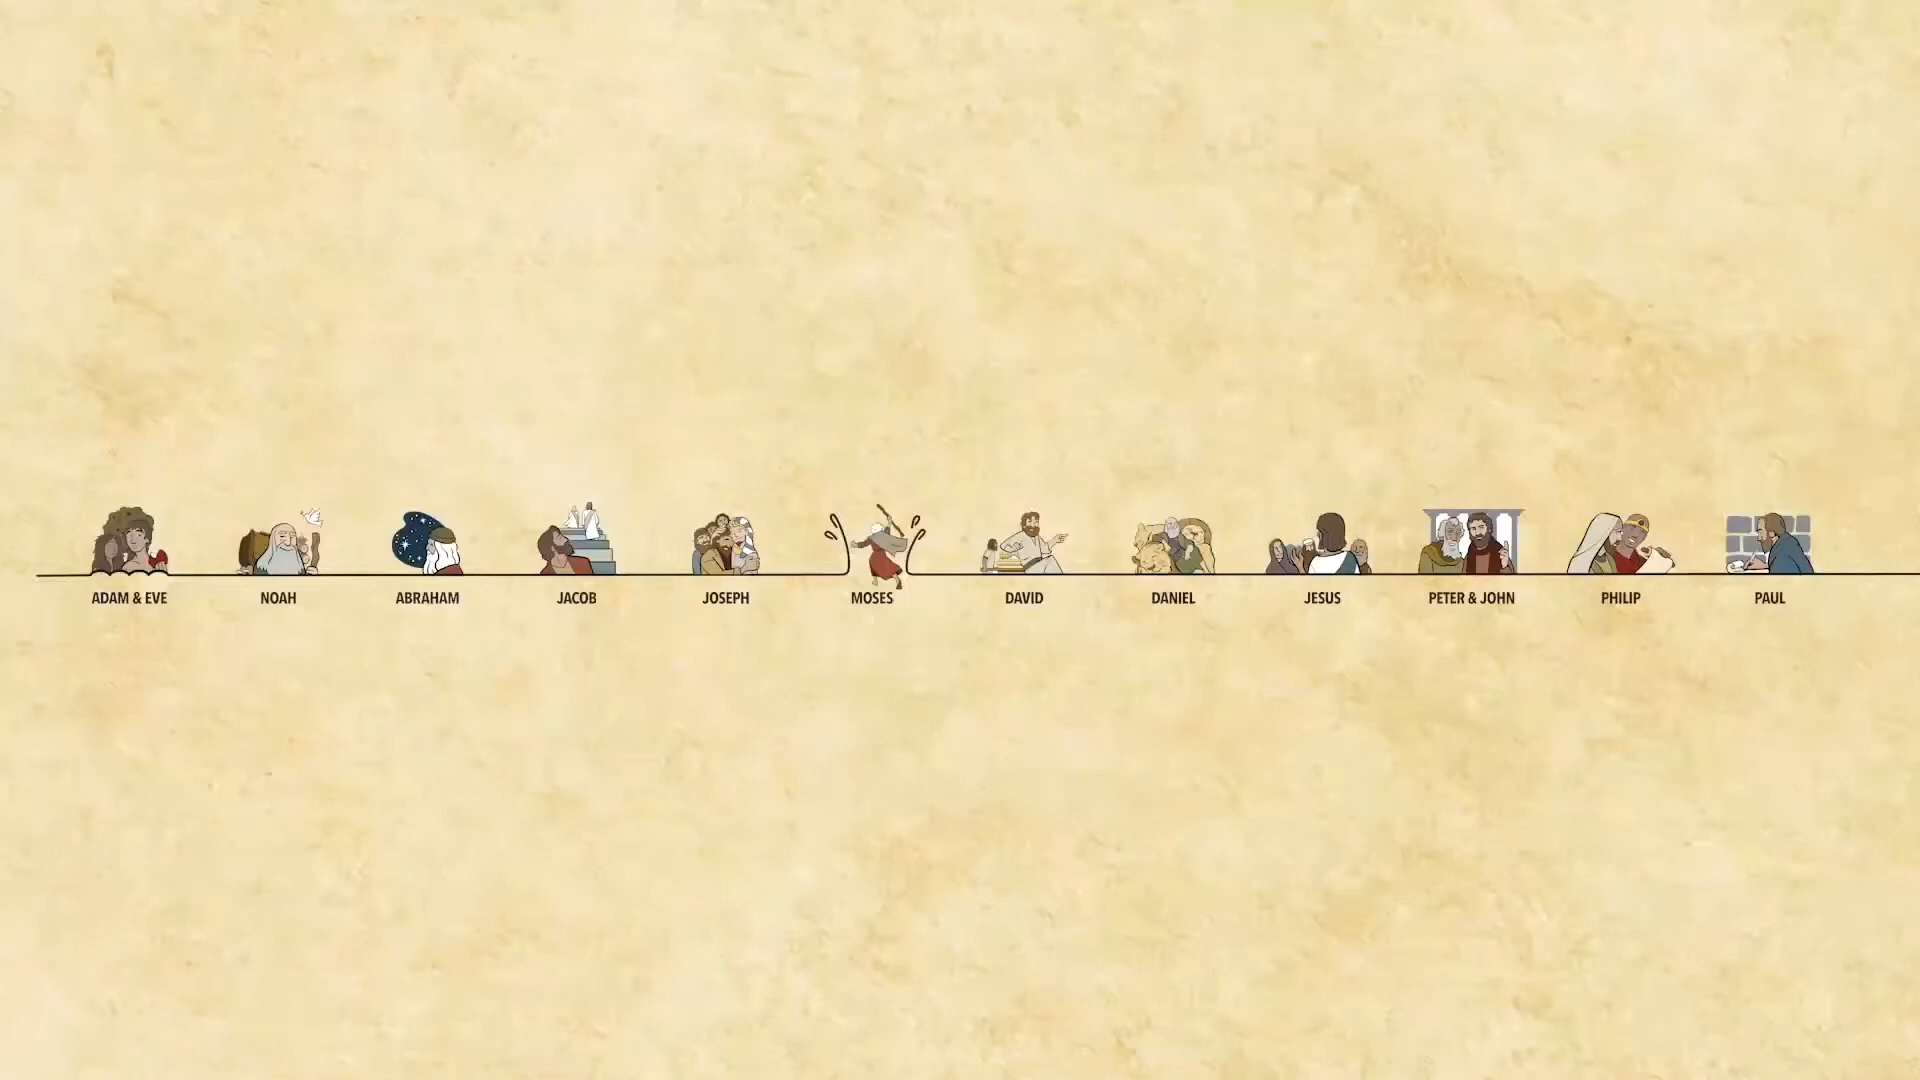 ADAM & EVE
NOAH
ABRAHAM
JACOB
JOSEPH
MOSES
DAVID
DANIEL
JESUS
PETER & JOHN
PHILIP
PAUL